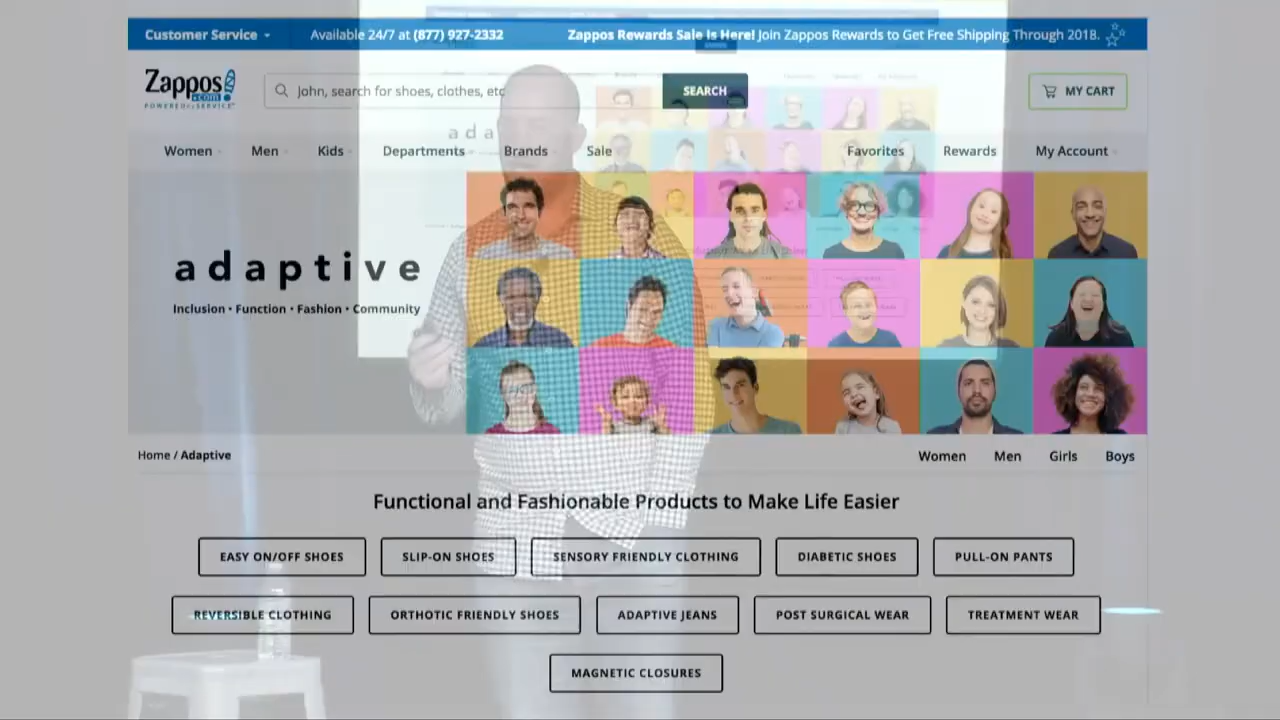 Customer Service
Available 24/7 at (877) 927-2332
Zappos Rewards Sale Is Here! Join Zappos Rewards to Get Free Shipping Through 2018.
Zappos!
.com
POWERED by SERVICE™
John, search for shoes, clothes, etc
SEARCH
MY CART
Women
Men
Kids
Departments
Brands
Sale
Favorites
Rewards
My Account
ada
adaptive
Inclusion • Function • Fashion • Community
Home / Adaptive
Women
Men
Girls
Boys
Functional and Fashionable Products to Make Life Easier
EASY ON/OFF SHOES
SLIP-ON SHOES
SENSORY FRIENDLY CLOTHING
DIABETIC SHOES
PULL-ON PANTS
REVERSIBLE CLOTHING
ORTHOTIC FRIENDLY SHOES
ADAPTIVE JEANS
POST SURGICAL WEAR
TREATMENT WEAR
MAGNETIC CLOSURES